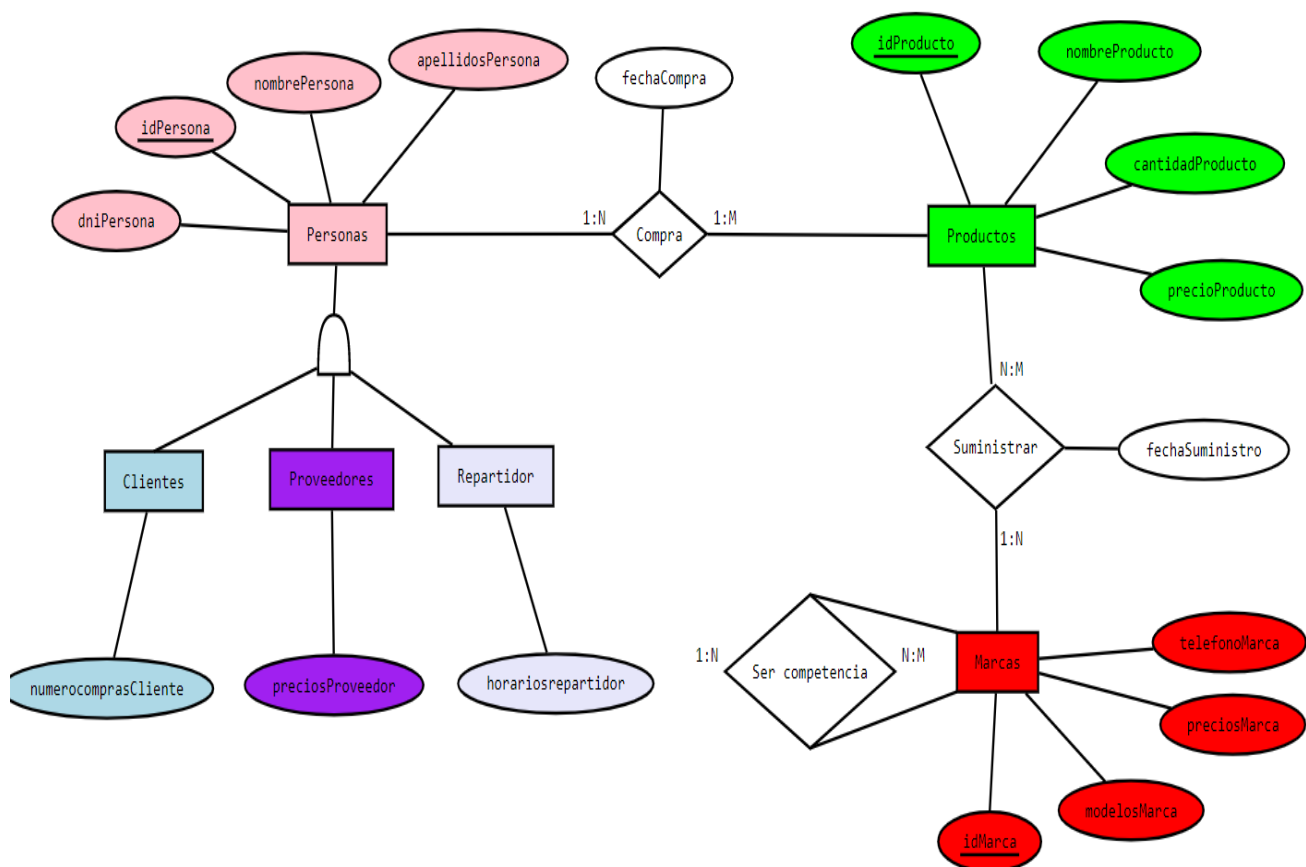 idProducto
nombreProducto
apellidosPersona
nombrePersona
fechaCompra
idPersona
cantidadProducto
dniPersona
Personas
1:N
Compra
1:M
Productos
precioProducto
N:M
Suministrar
fechaSuministro
Clientes
Proveedores
Repartidor
1:N
1:N
Ser competencia
N:M
Marcas
telefonoMarca
numerocomprasCliente
preciosProveedor
horariosrepartidor
preciosMarca
modelosMarca
idMarca